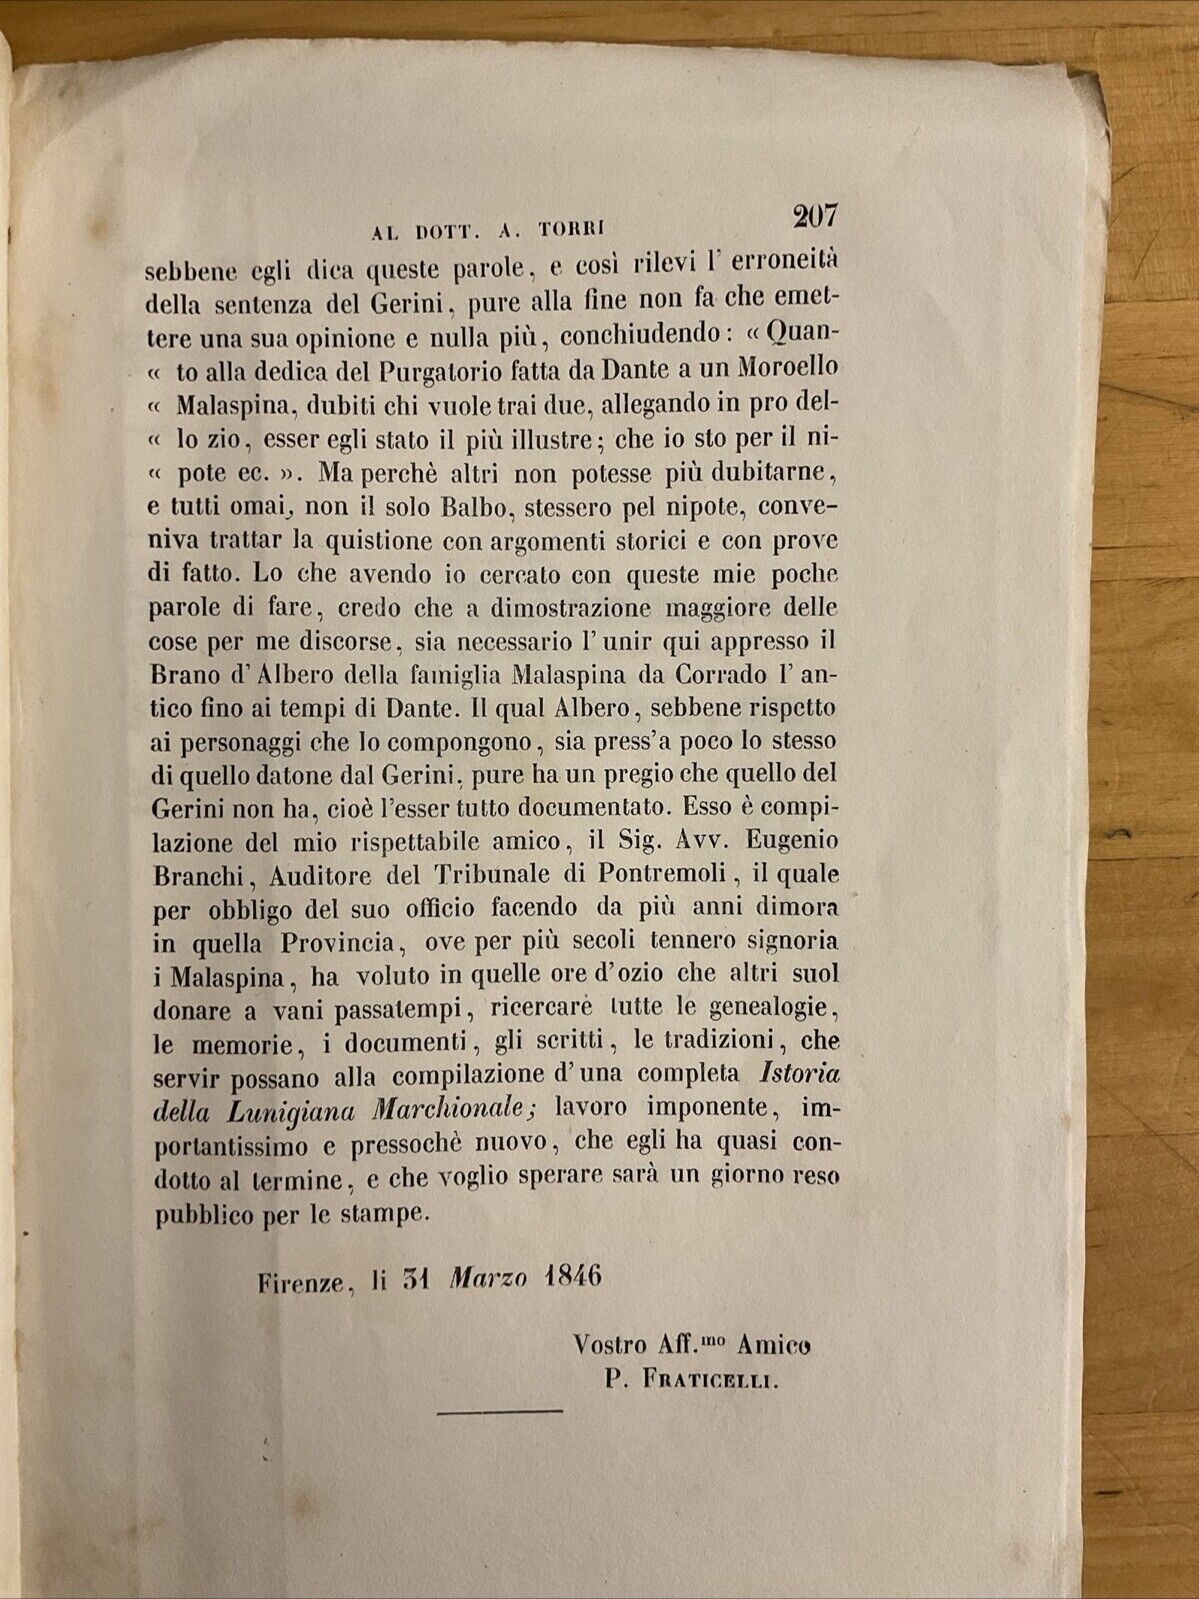 AL DOTT. A. TORRI 207
sebbene egli dica queste parole, e così rilevi l' erroneità
della sentenza del Gerini, pure alla fine non fa che emet-
tere una sua opinione e nulla più, conchiudendo: « Quan-
« to alla dedica del Purgatorio fatta da Dante a un Moroello
« Malaspina, dubiti chi vuole trai due, allegando in pro del-
« lo zio, esser egli stato il più illustre; che io sto per il ni-
« pote ec. ». Ma perchè altri non potesse più dubitarne,
e tutti omai, non il solo Balbo, stessero pel nipote, conve-
niva trattar la quistione con argomenti storici e con prove
di fatto. Lo che avendo io cercato con queste mie poche
parole di fare, credo che a dimostrazione maggiore delle
cose per me discorse, sia necessario l' unir qui appresso il
Brano d' Albero della famiglia Malaspina da Corrado l' an-
tico fino ai tempi di Dante. Il qual Albero, sebbene rispetto
ai personaggi che lo compongono, sia press'a poco lo stesso
di quello datone dal Gerini, pure ha un pregio che quello del
Gerini non ha, cioè l'esser tutto documentato. Esso è compi-
lazione del mio rispettabile amico, il Sig. Avv. Eugenio
Branchi, Auditore del Tribunale di Pontremoli, il quale
per obbligo del suo officio facendo da più anni dimora
in quella Provincia, ove per più secoli tennero signoria
i Malaspina, ha voluto in quelle ore d'ozio che altri suol
donare a vani passatempi, ricercare tutte le genealogie,
le memorie, i documenti, gli scritti, le tradizioni, che
servir possano alla compilazione d' una completa Istoria
della Lunigiana Marchionale; lavoro imponente, im-
portantissimo e pressochè nuovo, che egli ha quasi con-
dotto al termine, e che voglio sperare sarà un giorno reso
pubblico per le stampe.
Firenze, li 31 Marzo 1846
Vostro Aff.mo Amico
P. FRATICELLI.